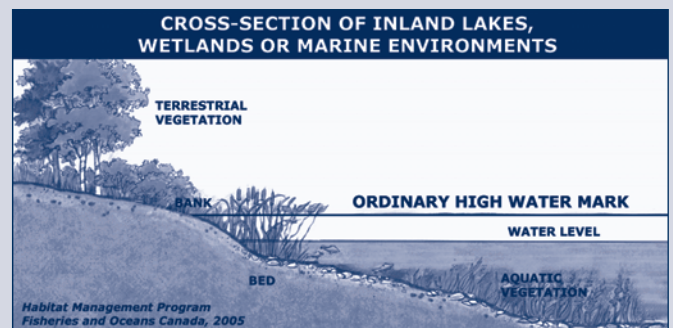 CROSS-SECTION OF INLAND LAKES,
WETLANDS OR MARINE ENVIRONMENTS
TERRESTRIAL
VEGETATION
BANK
ORDINARY HIGH WATER MARK
WATER LEVEL
BED
AQUATIC
VEGETATION
Habitat Management Program
Fisheries and Oceans Canada, 2005